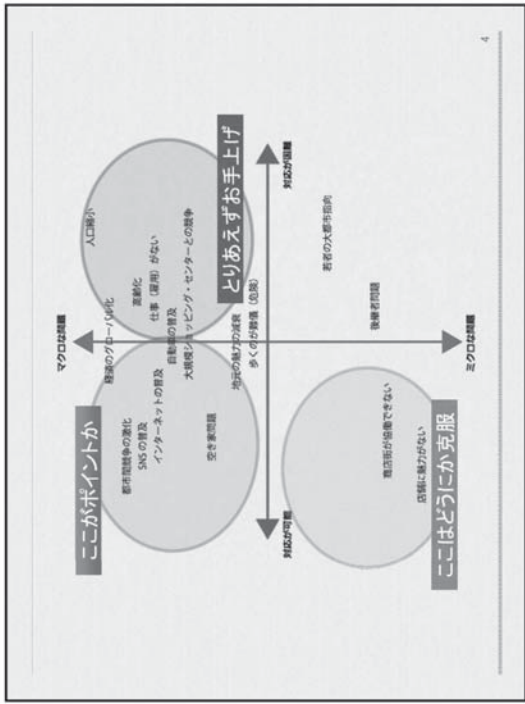 マクロな問題
ここがポイントか
人口縮小
経済のグローバル化
高齢化
都市間競争の激化
SNSの普及
仕事（雇用）がない
インターネットの普及
自動車の普及
大規模ショッピング・センターとの競争
空き家問題
とりあえずお手上げ
地元の魅力の減衰
歩くのが難儀（危険）
対応が可能
対応が困難
若者の大都市指向
後継者問題
商店街が協働できない
店舗に魅力がない
ここはどうにか克服
ミクロな問題
4